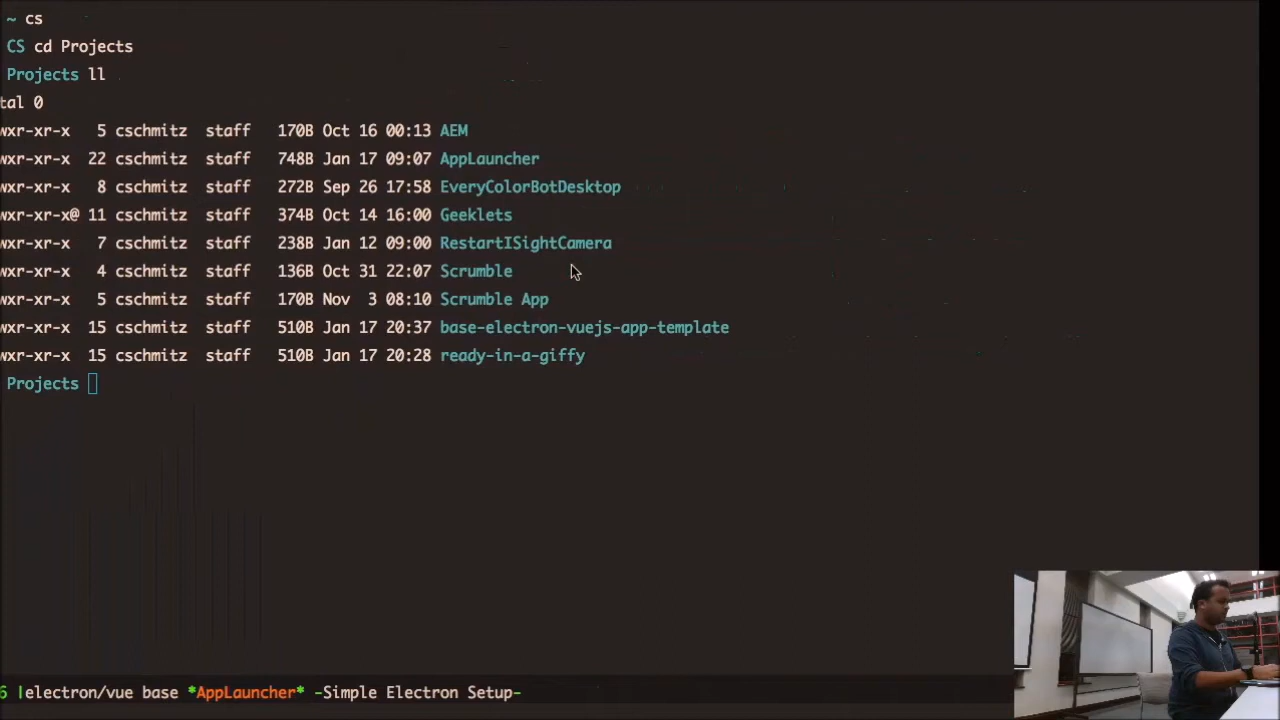 ~ cs
CS cd Projects
Projects ll
tal 0
wxr-xr-x 5 cschmitz staff 170B Oct 16 00:13 AEM
wxr-xr-x 22 cschmitz staff 748B Jan 17 09:07 AppLauncher
wxr-xr-x 8 cschmitz staff 272B Sep 26 17:58 EveryColorBotDesktop
wxr-xr-x@ 11 cschmitz staff 374B Oct 14 16:00 Geeklets
wxr-xr-x 7 cschmitz staff 238B Jan 12 09:00 RestartISightCamera
wxr-xr-x 4 cschmitz staff 136B Oct 31 22:07 Scrumble
wxr-xr-x 5 cschmitz staff 170B Nov 3 08:10 Scrumble App
wxr-xr-x 15 cschmitz staff 510B Jan 17 20:37 base-electron-vuejs-app-template
wxr-xr-x 15 cschmitz staff 510B Jan 17 20:28 ready-in-a-giffy
Projects
6 |electron/vue base *AppLauncher* -Simple Electron Setup-